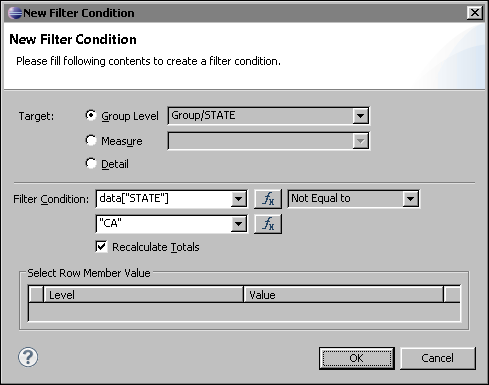 New Filter Condition
New Filter Condition
Please fill following contents to create a filter condition.
Target:
Group Level
Group/STATE
Measure
Detail
Filter Condition:
data["STATE"]
fx
Not Equal to
"CA"
fx
Recalculate Totals
Select Row Member Value
Level
Value
?
OK
Cancel